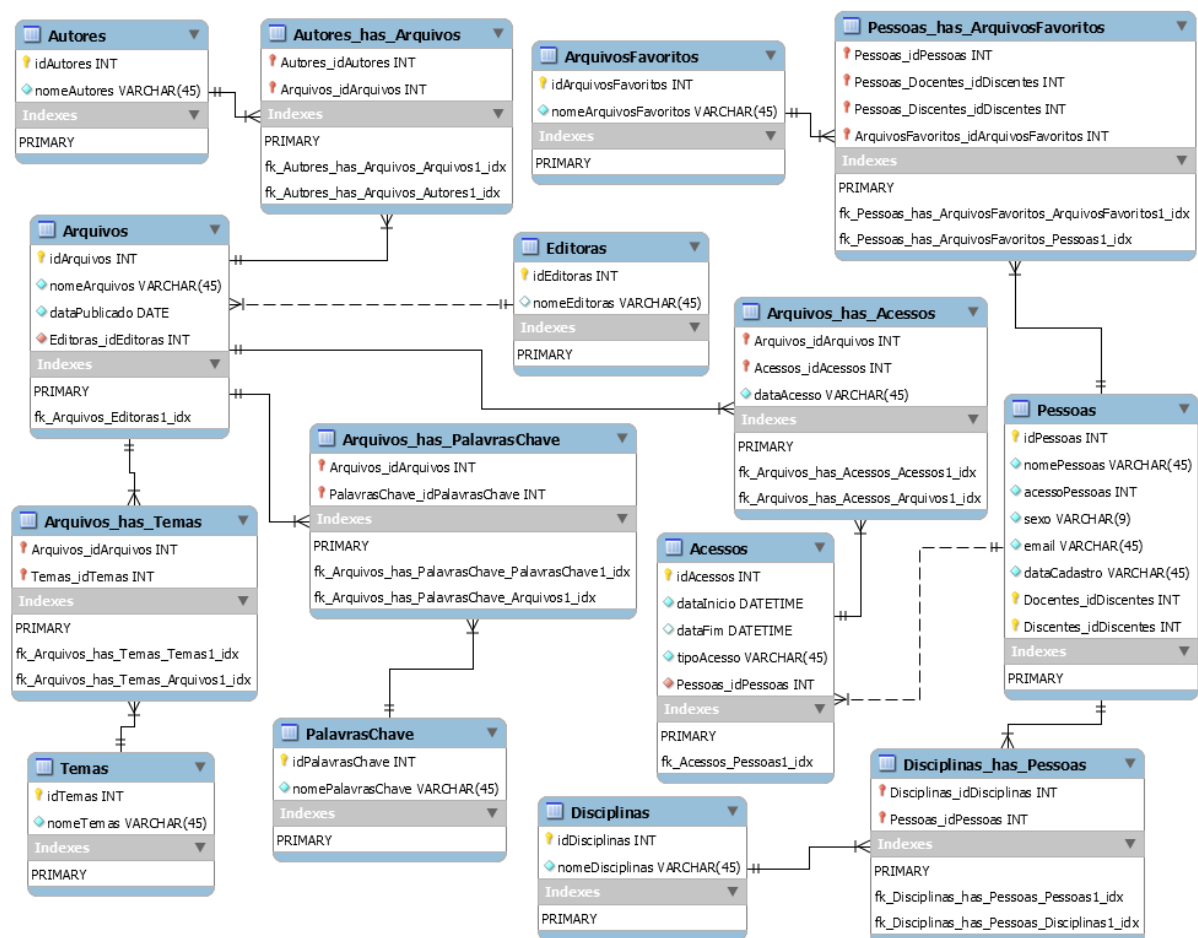 Autores
idAutores INT
nomeAutores VARCHAR(45)
Indexes
PRIMARY
Autores_has_Arquivos
Autores_idAutores INT
Arquivos_idArquivos INT
Indexes
PRIMARY
fk_Autores_has_Arquivos_Arquivos1_idx
fk_Autores_has_Arquivos_Autores1_idx
ArquivosFavoritos
idArquivosFavoritos INT
nomeArquivosFavoritos VARCHAR(45)
Indexes
PRIMARY
Pessoas_has_ArquivosFavoritos
Pessoas_idPessoas INT
Pessoas_Docentes_idDiscentes INT
Pessoas_Discentes_idDiscentes INT
ArquivosFavoritos_idArquivosFavoritos INT
Indexes
PRIMARY
fk_Pessoas_has_ArquivosFavoritos_ArquivosFavoritos1_idx
fk_Pessoas_has_ArquivosFavoritos_Pessoas1_idx
Arquivos
idArquivos INT
nomeArquivos VARCHAR(45)
dataPublicado DATE
Editoras_idEditoras INT
Indexes
PRIMARY
fk_Arquivos_Editoras1_idx
Editoras
idEditoras INT
nomeEditoras VARCHAR(45)
Indexes
PRIMARY
Arquivos_has_Acessos
Arquivos_idArquivos INT
Acessos_idAcessos INT
dataAcesso VARCHAR(45)
Indexes
PRIMARY
fk_Arquivos_has_Acessos_Acessos1_idx
fk_Arquivos_has_Acessos_Arquivos1_idx
Pessoas
idPessoas INT
nomePessoas VARCHAR(45)
acessoPessoas INT
sexo VARCHAR(9)
email VARCHAR(45)
dataCadastro VARCHAR(45)
Docentes_idDiscentes INT
Discentes_idDiscentes INT
Indexes
PRIMARY
Arquivos_has_PalavrasChave
Arquivos_idArquivos INT
PalavrasChave_idPalavrasChave INT
Indexes
PRIMARY
fk_Arquivos_has_PalavrasChave_PalavrasChave1_idx
fk_Arquivos_has_PalavrasChave_Arquivos1_idx
Arquivos_has_Temas
Arquivos_idArquivos INT
Temas_idTemas INT
Indexes
PRIMARY
fk_Arquivos_has_Temas_Temas1_idx
fk_Arquivos_has_Temas_Arquivos1_idx
Acessos
idAcessos INT
dataInicio DATETIME
dataFim DATETIME
tipoAcesso VARCHAR(45)
Pessoas_idPessoas INT
Indexes
PRIMARY
fk_Acessos_Pessoas1_idx
PalavrasChave
idPalavrasChave INT
nomePalavrasChave VARCHAR(45)
Indexes
PRIMARY
Temas
idTemas INT
nomeTemas VARCHAR(45)
Indexes
PRIMARY
Disciplinas
idDisciplinas INT
nomeDisciplinas VARCHAR(45)
Indexes
PRIMARY
Disciplinas_has_Pessoas
Disciplinas_idDisciplinas INT
Pessoas_idPessoas INT
Indexes
PRIMARY
fk_Disciplinas_has_Pessoas_Pessoas1_idx
fk_Disciplinas_has_Pessoas_Disciplinas1_idx